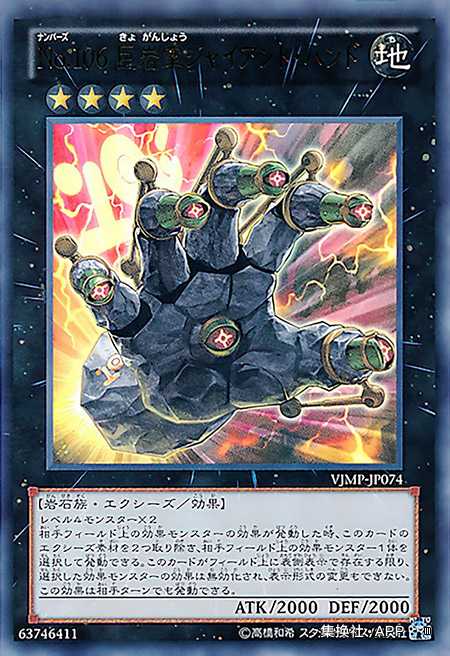 ナンバーズ きょ がんしょう
No.106 巨岩掌ジャイアント・ハンド
地
106
VJMP-JP074
[岩石族・エクシーズ/効果]
レベル4モンスター×2
相手フィールド上のモンスターの効果が発動した時、このカードの
エクシーズ素材を2つ取り除き、相手フィールド上の効果モンスター1体を
選択して発動できる。このカードがフィールド上に表側表示で存在する限り、
選択した効果モンスターの効果は無効化され、表示形式の変更もできない。
この効果は相手ターンでも発動できる。
ATK/2000 DEF/2000
63746411
©高橋和希 スタジオ・
集換社·APP